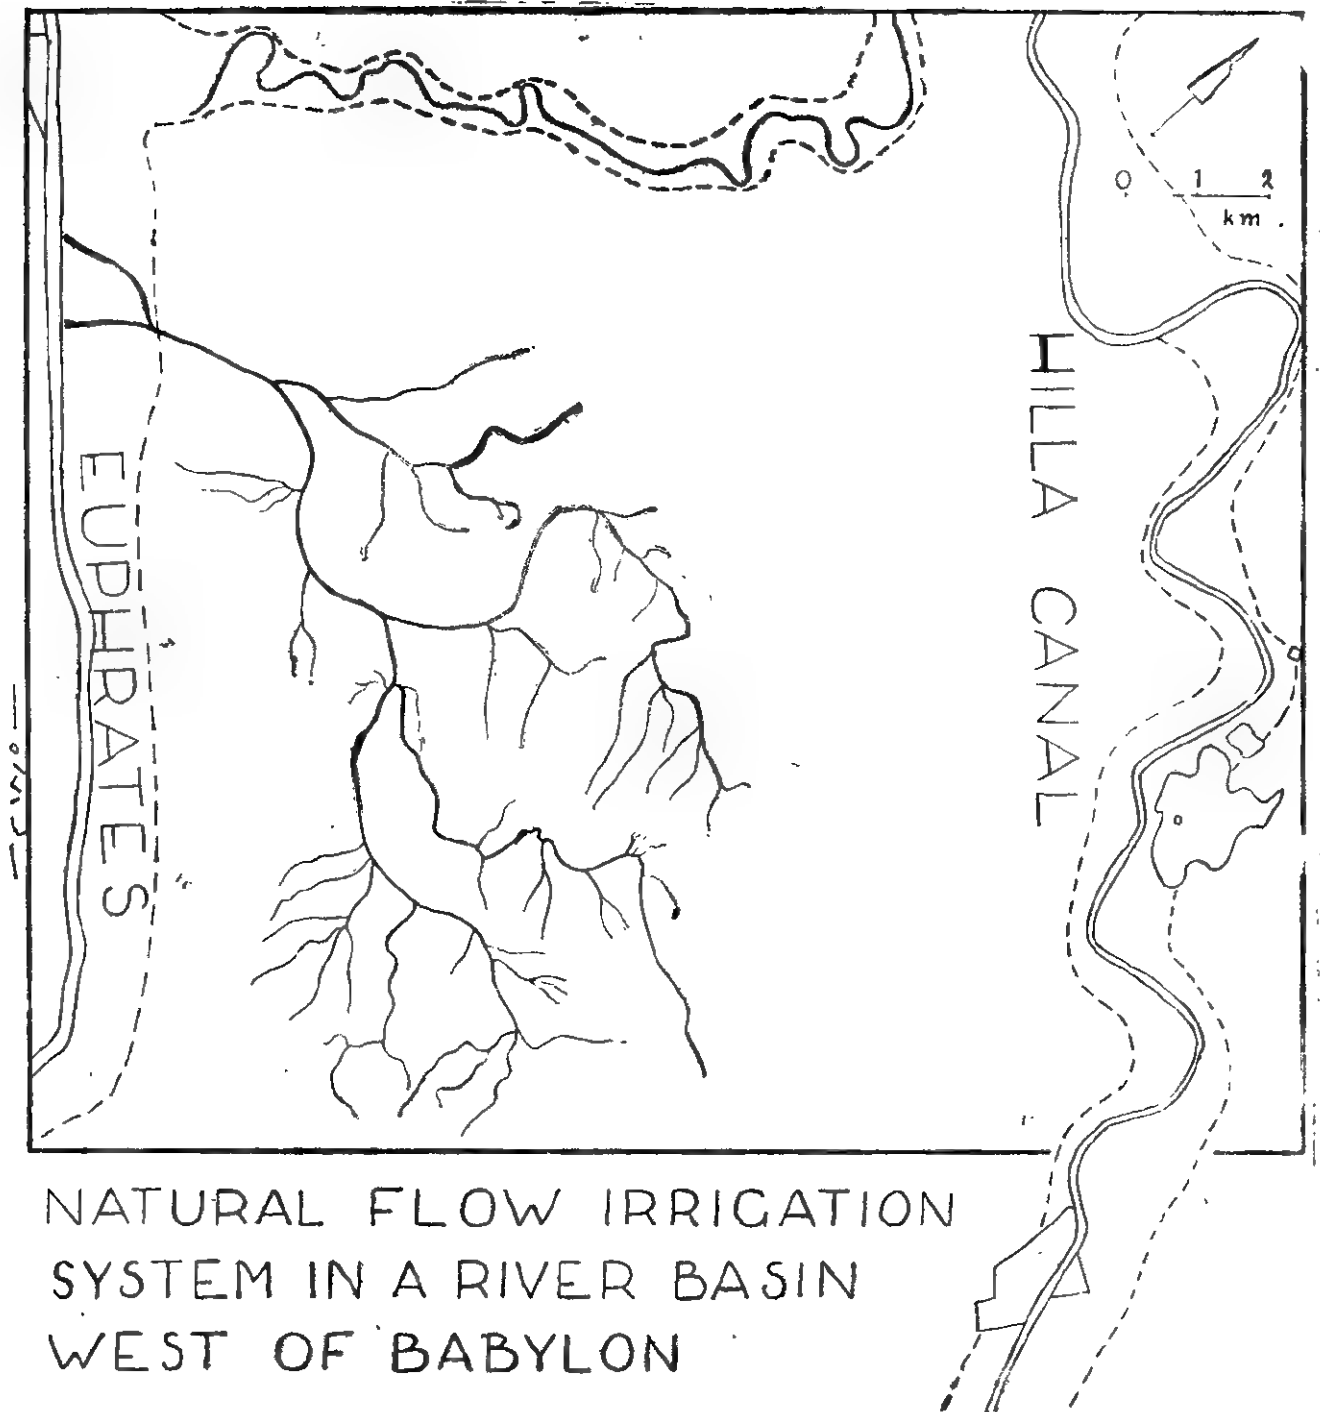 0 1 2
km.
HILLA CANAL
EUPHRATES
NATURAL FLOW IRRIGATION
SYSTEM IN A RIVER BASIN
WEST OF BABYLON